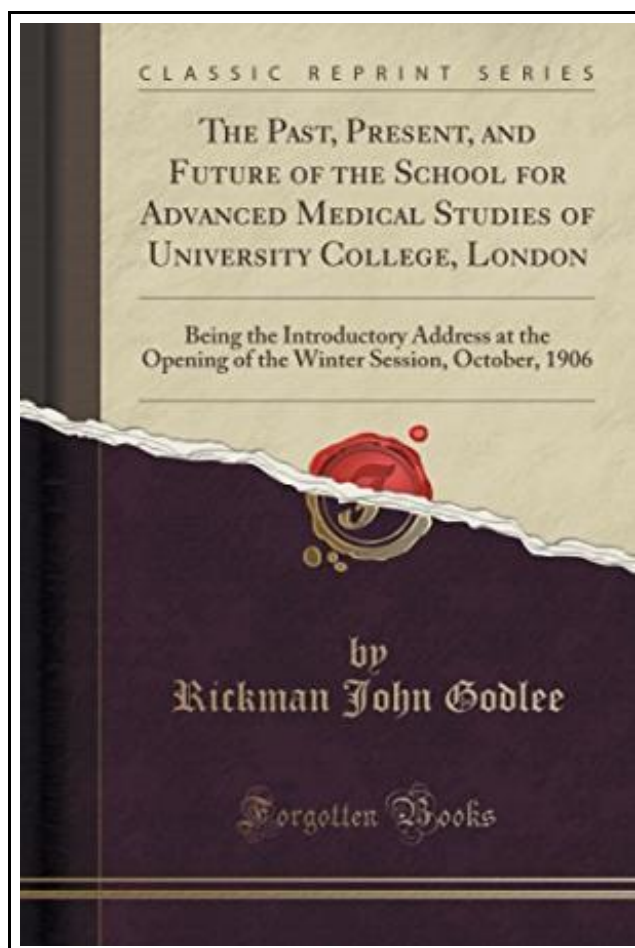 CLASSIC REPRINT SERIES
THE PAST, PRESENT, AND
FUTURE OF THE SCHOOL FOR
ADVANCED MEDICAL STUDIES OF
UNIVERSITY COLLEGE, LONDON
Being the Introductory Address at the
Opening of the Winter Session, October, 1906
by
Rickman John Godlee
Forgotten Books